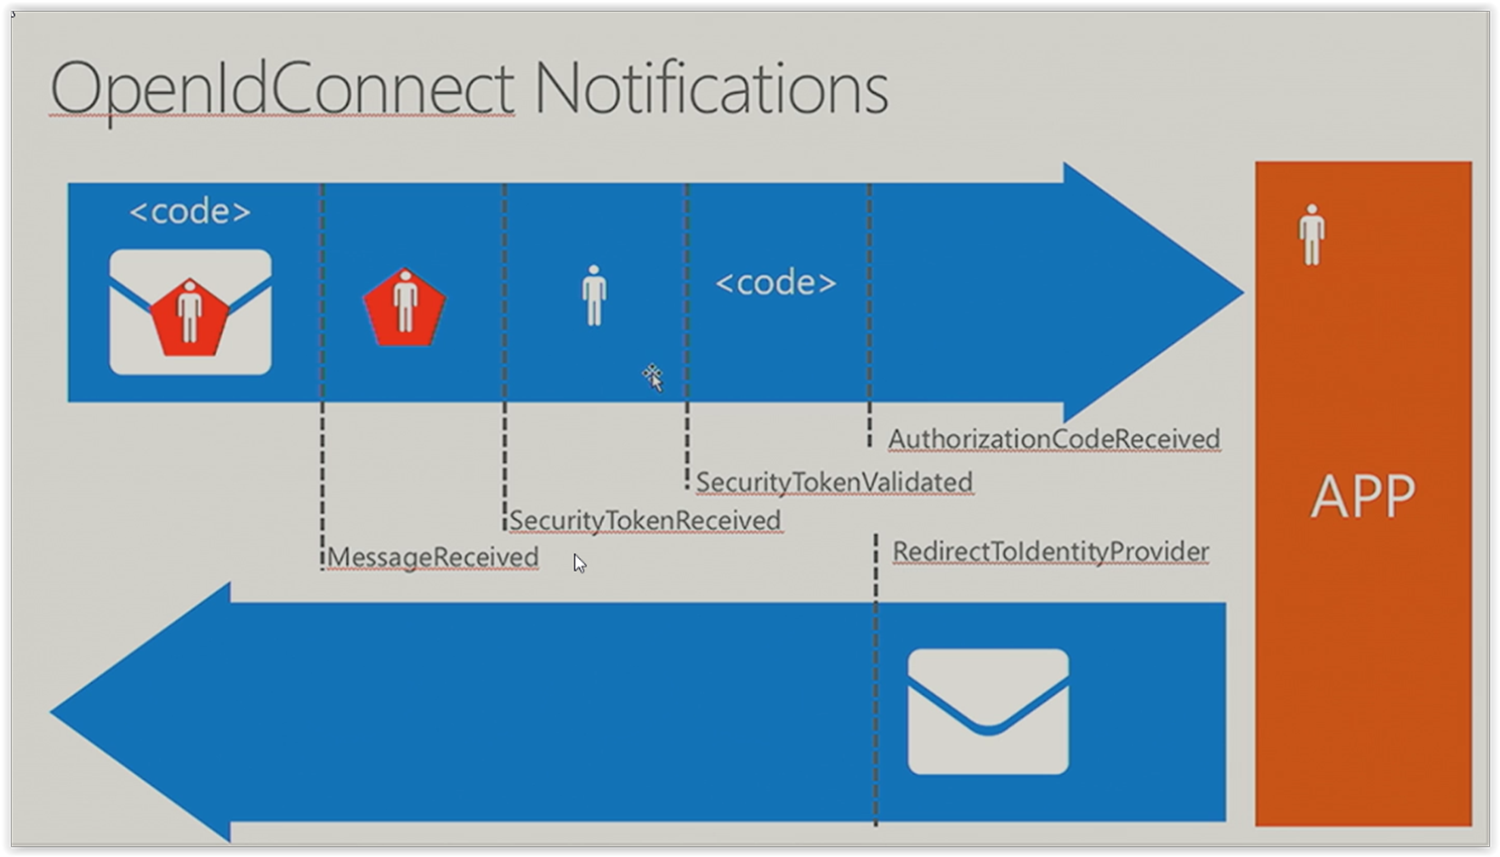 OpenIdConnect Notifications
<code>
<code>
AuthorizationCodeReceived
SecurityTokenValidated
SecurityTokenReceived
MessageReceived
RedirectToIdentityProvider
APP